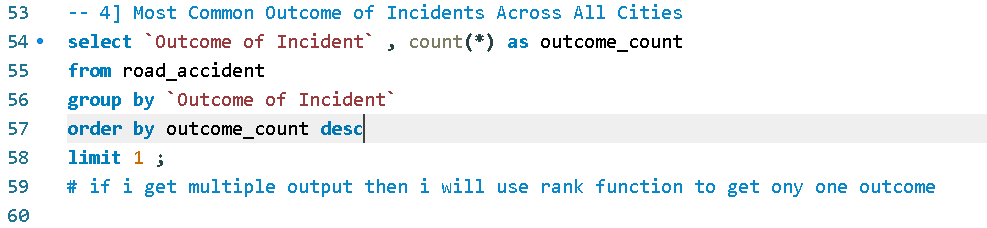 53 -- 4] Most Common Outcome of Incidents Across All Cities
54 select `Outcome of Incident` , count(*) as outcome_count
55 from road_accident
56 group by `Outcome of Incident`
57 order by outcome_count desc
58 limit 1 ;
59 # if i get multiple output then i will use rank function to get ony one outcome
60